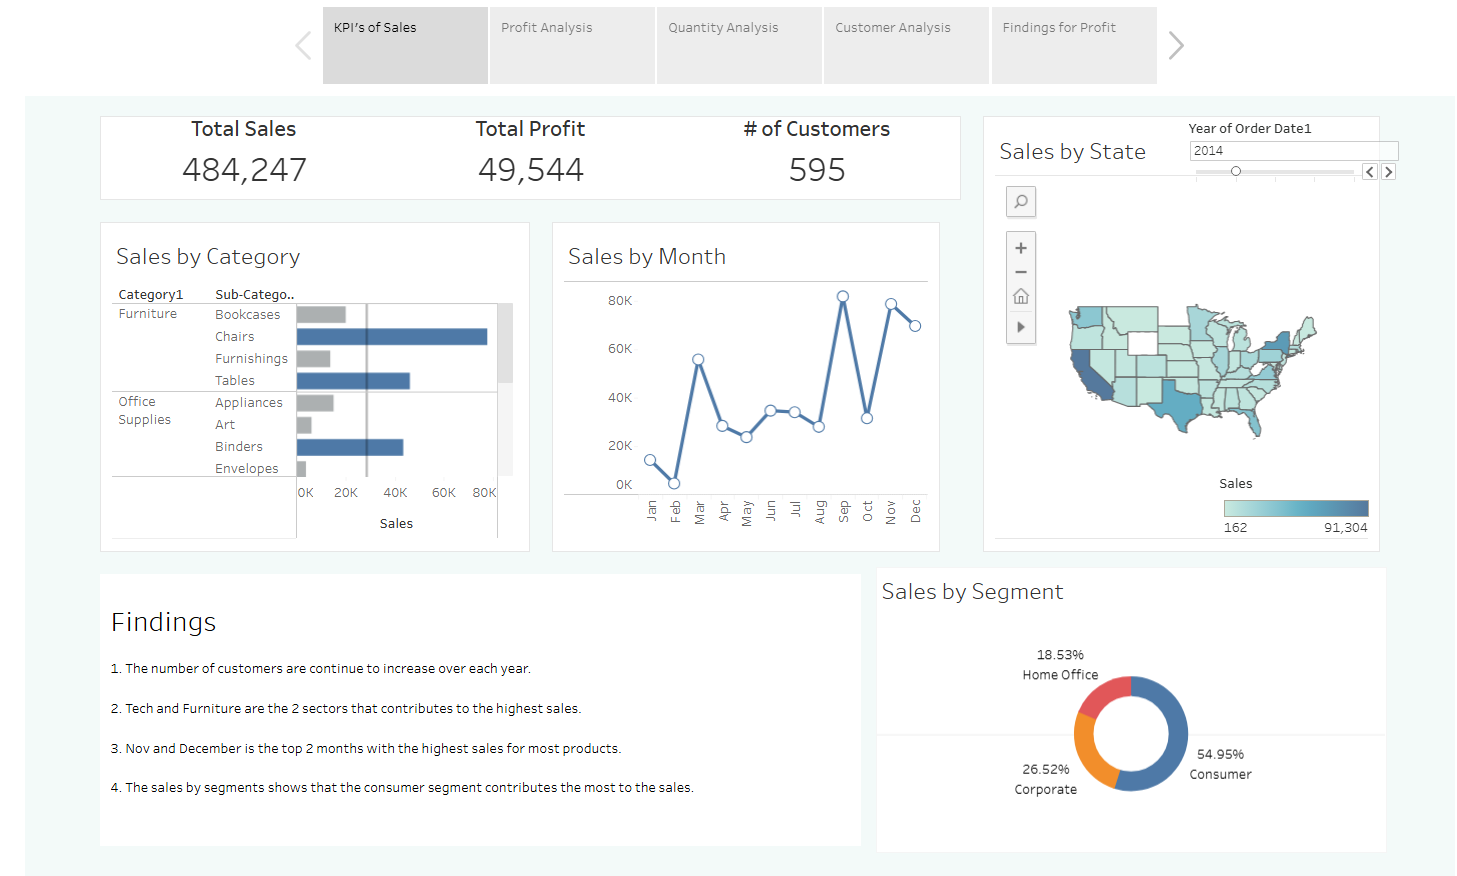 KPI's of Sales
Profit Analysis
Quantity Analysis
Customer Analysis
Findings for Profit
Total Sales
484,247
Total Profit
49,544
# of Customers
595
Sales by State
Year of Order Date1
2014
Sales by Category
Category1
Sub-Catego..
Furniture
Bookcases
Chairs
Furnishings
Tables
Office
Supplies
Appliances
Art
Binders
Envelopes
0K
20K
40K
60K
80K
Sales
Sales by Month
80K
60K
40K
20K
0K
Jan
Feb
Mar
Apr
May
Jun
Jul
Aug
Sep
Oct
Nov
Dec
Sales
162
91,304
Findings
1. The number of customers are continue to increase over each year.
2. Tech and Furniture are the 2 sectors that contributes to the highest sales.
3. Nov and December is the top 2 months with the highest sales for most products.
4. The sales by segments shows that the consumer segment contributes the most to the sales.
Sales by Segment
18.53%
Home Office
54.95%
Consumer
26.52%
Corporate